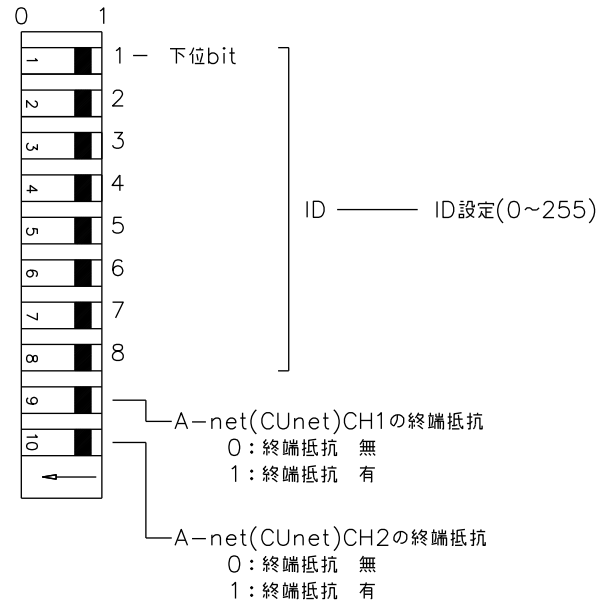 0 1
1 1 — 下位bit
2 2
3 3
4 4
5 5
ID ID設定(0～255)
6 6
7 7
8 8
9
A−net(CUnet)CH1の終端抵抗
0：終端抵抗 無
1：終端抵抗 有
10
A−net(CUnet)CH2の終端抵抗
0：終端抵抗 無
1：終端抵抗 有